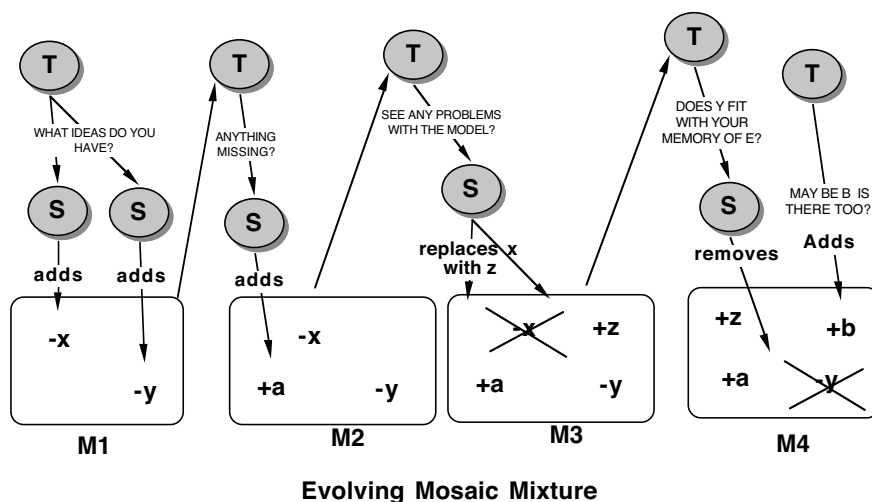 T
T
T
T
T
WHAT IDEAS DO YOU
HAVE?
ANYTHING
MISSING?
SEE ANY PROBLEMS
WITH THE MODEL?
DOES Y FIT
WITH YOUR
MEMORY OF E?
MAY BE B IS
THERE TOO?
S
S
S
S
S
adds
adds
adds
replaces x
with z
removes
Adds
-x
-y
-x
+a
-y
-x
+z
+a
-y
+z
+b
+a
-y
M1
M2
M3
M4
Evolving Mosaic Mixture